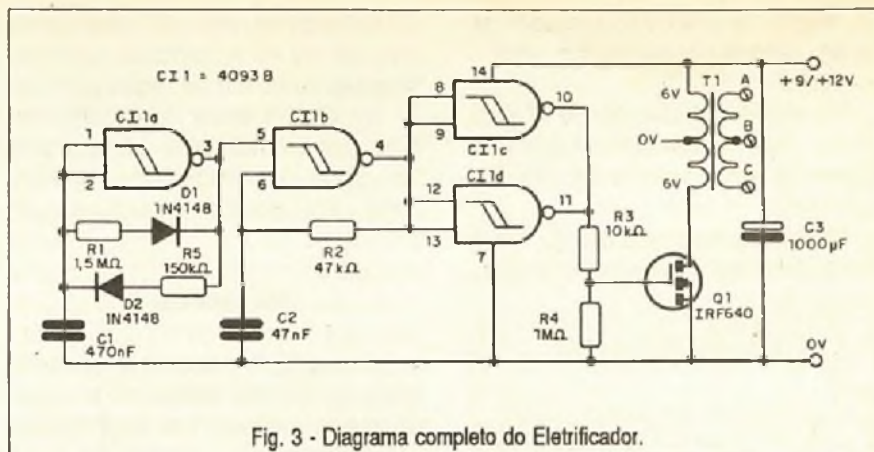 CI1 = 4093B
CI1a
1
2
3
D1
1N4148
R1
1,5MΩ
R5
150kΩ
D2
1N4148
C1
470nF
CI1b
5
6
4
R2
47kΩ
C2
47nF
14
CI1c
8
9
10
CI1d
12
13
11
7
R3
10kΩ
R4
1MΩ
Q1
IRF640
T1
6V
0V
6V
A
B
C
C3
1000µF
+9/+12V
0V
Fig. 3 - Diagrama completo do Eletrificador.